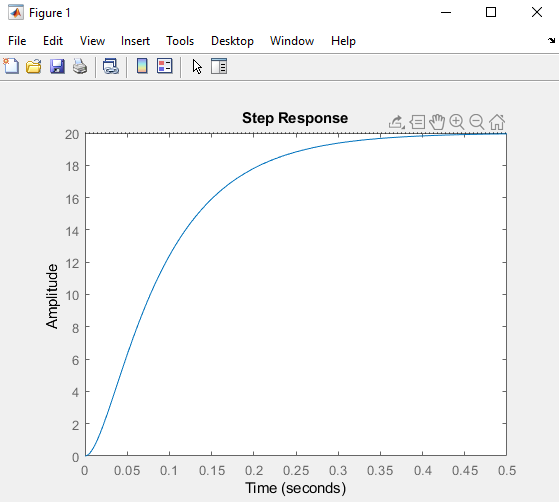 Figure 1
File Edit View Insert Tools Desktop Window Help
Step Response
20
18
16
14
12
10
8
6
4
2
0
Amplitude
0 0.05 0.1 0.15 0.2 0.25 0.3 0.35 0.4 0.45 0.5
Time (seconds)